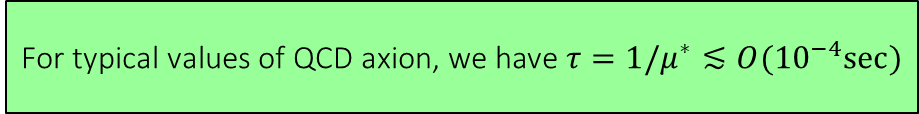 For typical values of QCD axion, we have τ = 1/μ* ≲ O(10⁻⁴sec)